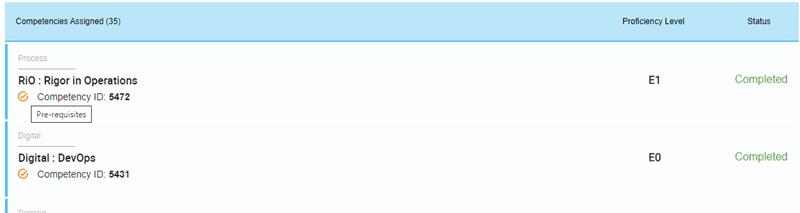 Competencies Assigned (35) Proficiency Level Status
Process
RiO : Rigor in Operations E1 Completed
Competency ID: 5472
Pre-requisites
Digital
Digital : DevOps E0 Completed
Competency ID: 5431